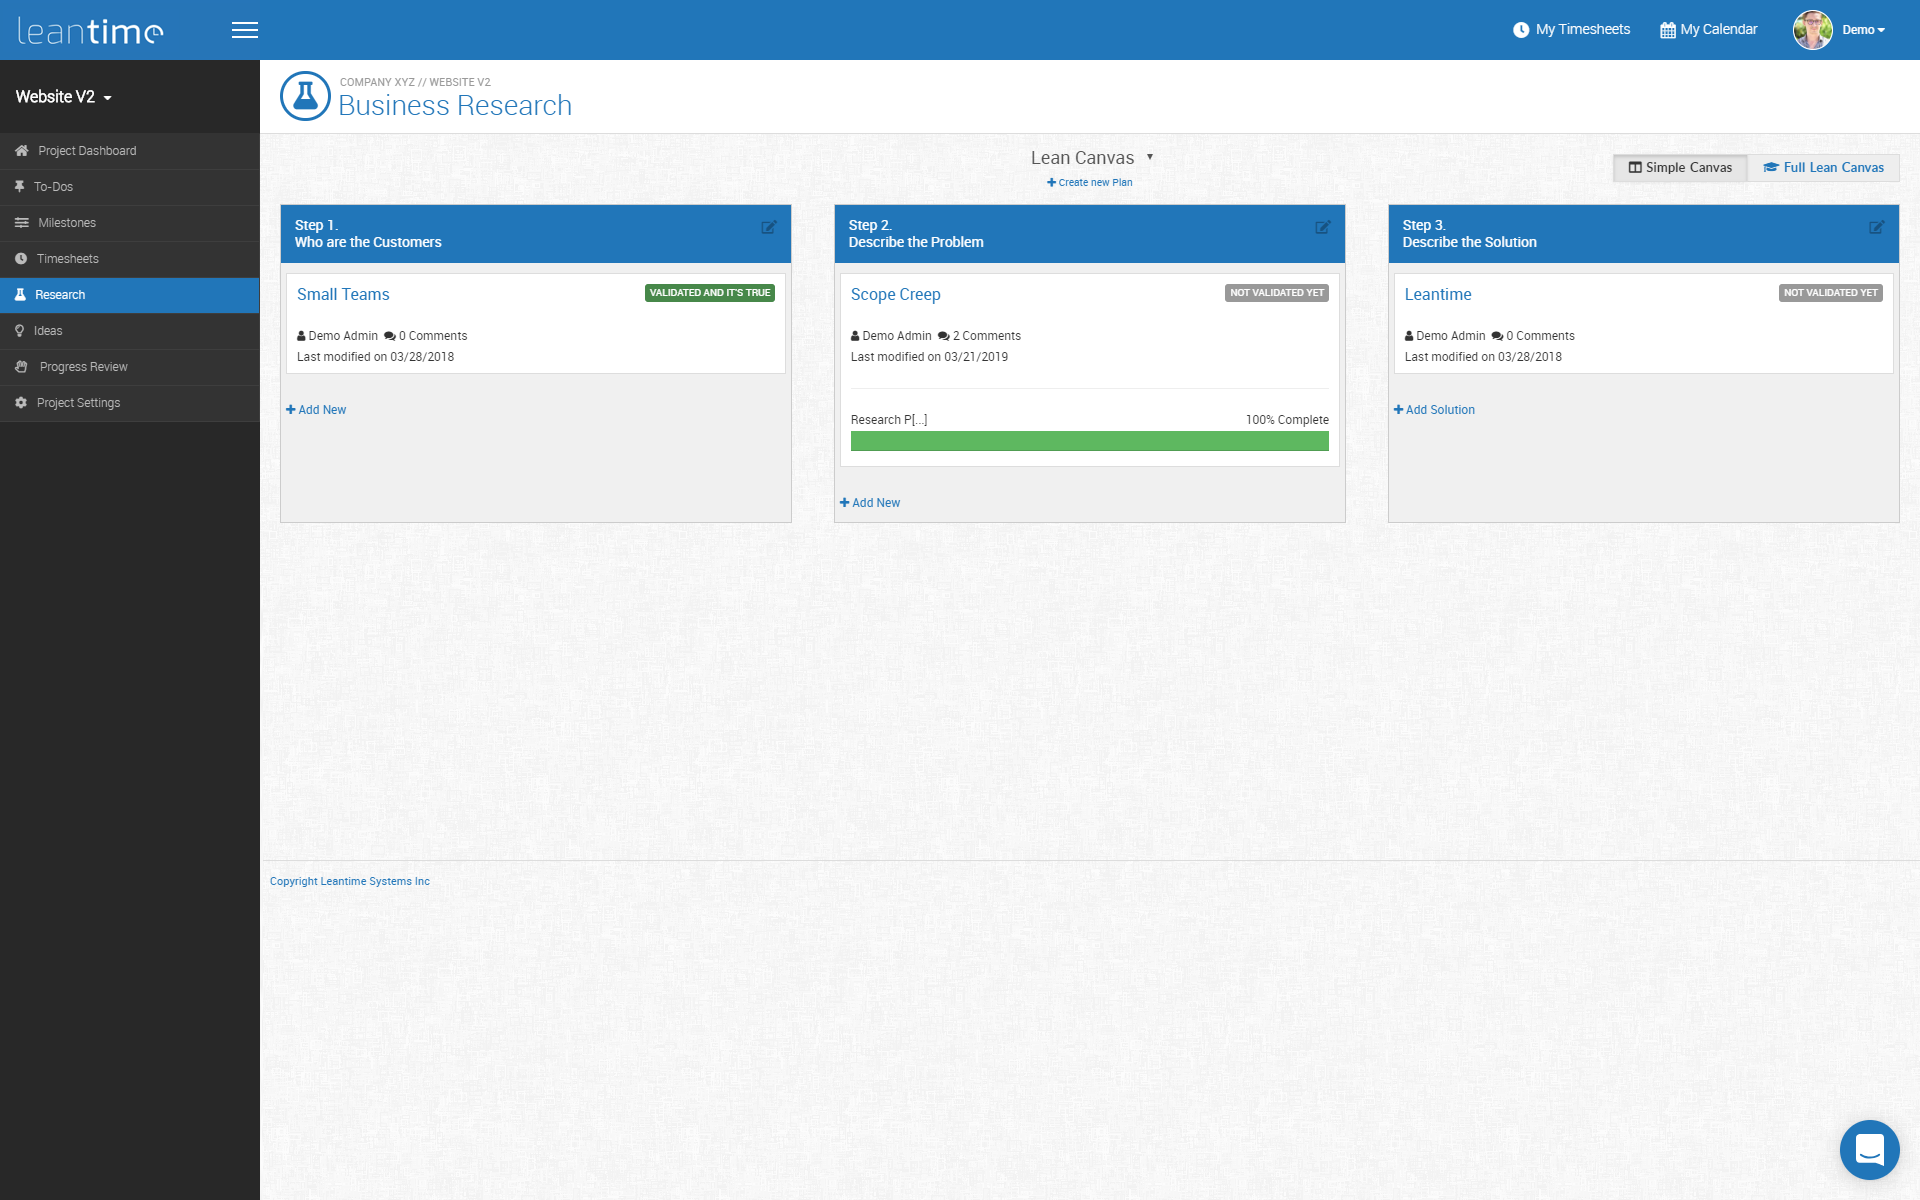 leantime
My Timesheets
My Calendar
Demo
Website V2
Project Dashboard
To-Dos
Milestones
Timesheets
Research
Ideas
Progress Review
Project Settings
COMPANY XYZ // WEBSITE V2
Business Research
Lean Canvas
Create new Plan
Simple Canvas
Full Lean Canvas
Step 1.
Who are the Customers
Small Teams
VALIDATED AND IT'S TRUE
Demo Admin 0 Comments
Last modified on 03/28/2018
Add New
Step 2.
Describe the Problem
Scope Creep
NOT VALIDATED YET
Demo Admin 2 Comments
Last modified on 03/21/2019
Research P[...]
100% Complete
Add New
Step 3.
Describe the Solution
Leantime
NOT VALIDATED YET
Demo Admin 0 Comments
Last modified on 03/28/2018
Add Solution
Copyright Leantime Systems Inc